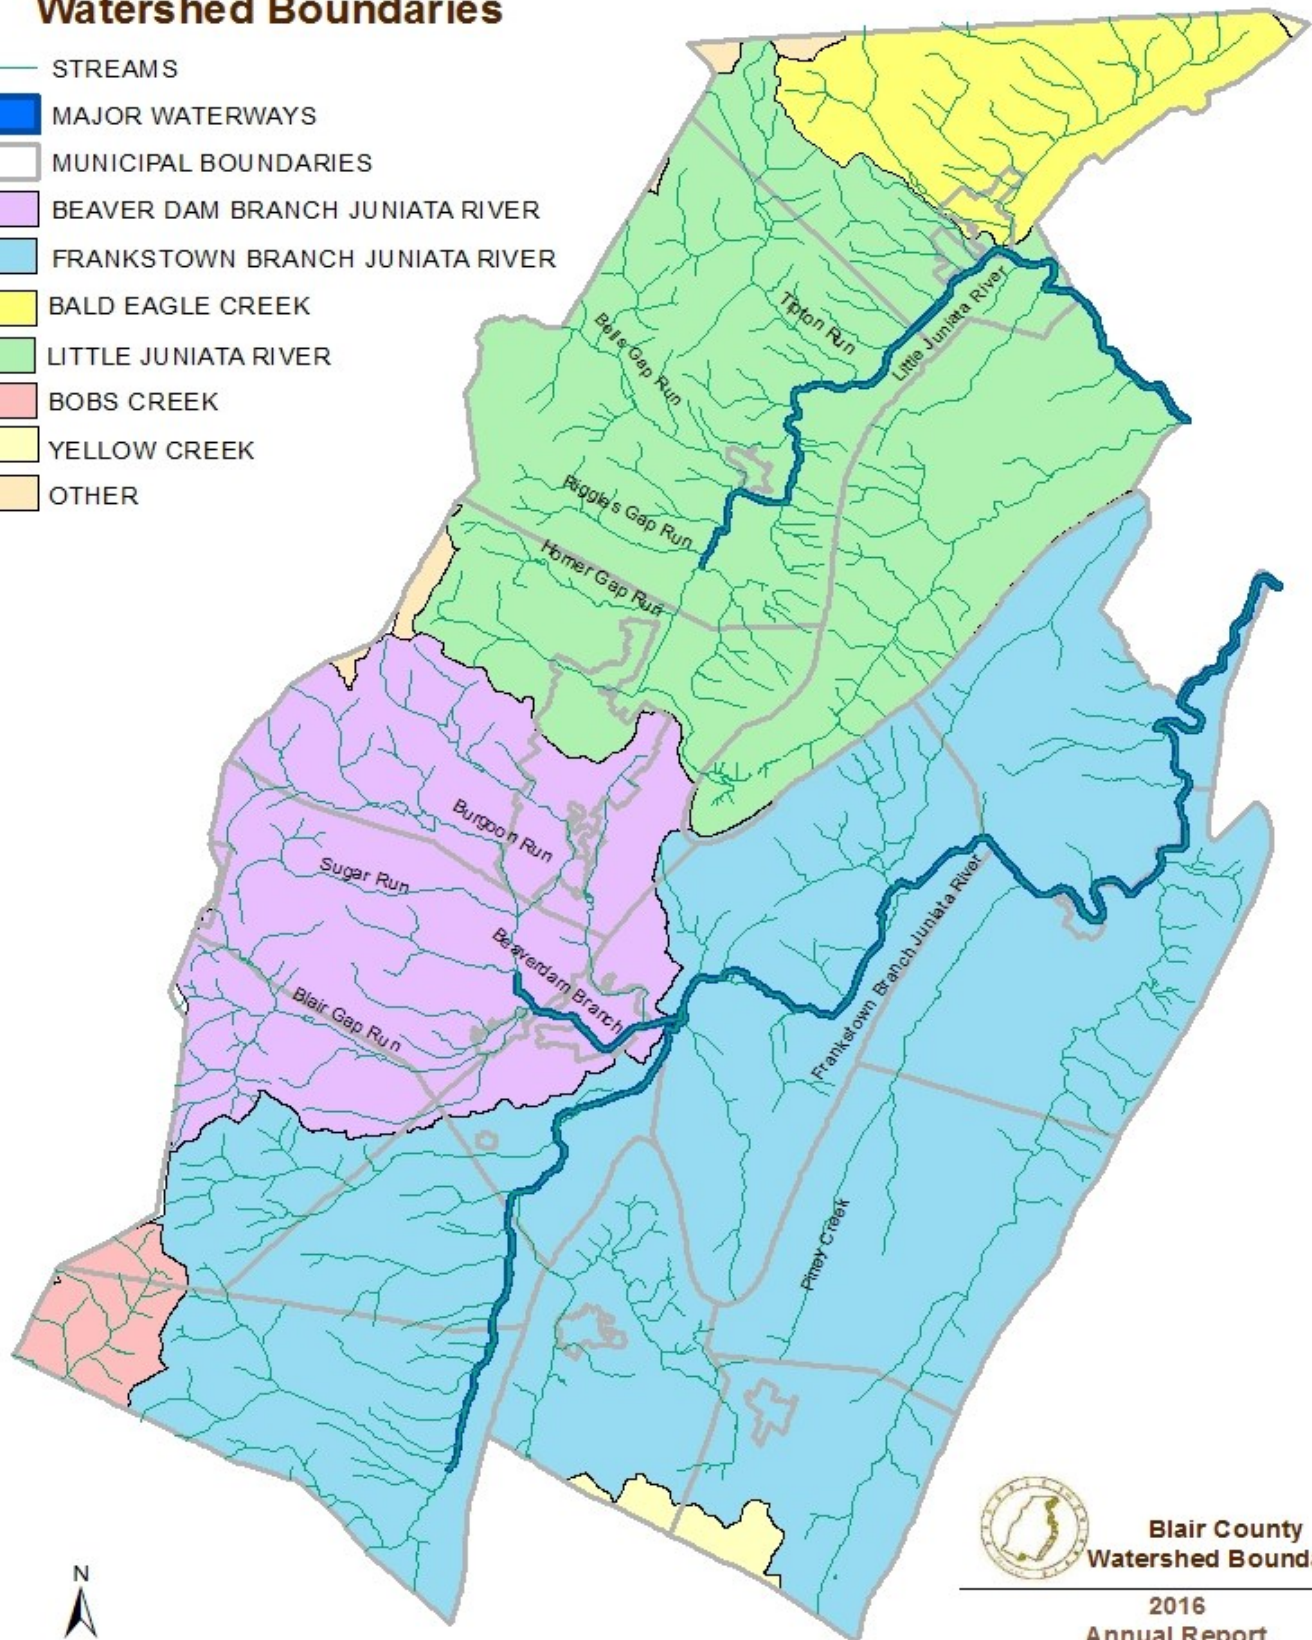 Watershed Boundaries
STREAMS
MAJOR WATERWAYS
MUNICIPAL BOUNDARIES
BEAVER DAM BRANCH JUNIATA RIVER
FRANKSTOWN BRANCH JUNIATA RIVER
BALD EAGLE CREEK
LITTLE JUNIATA RIVER
BOBS CREEK
YELLOW CREEK
OTHER
Tipton Run
Little Juniata River
Bells Gap Run
Riggles Gap Run
Homer Gap Run
Burgoon Run
Sugar Run
Beaverdam Branch
Blair Gap Run
Frankstown Branch Juniata River
Piney Creek
N
Blair County
Watershed Bounda
2016
Annual Report